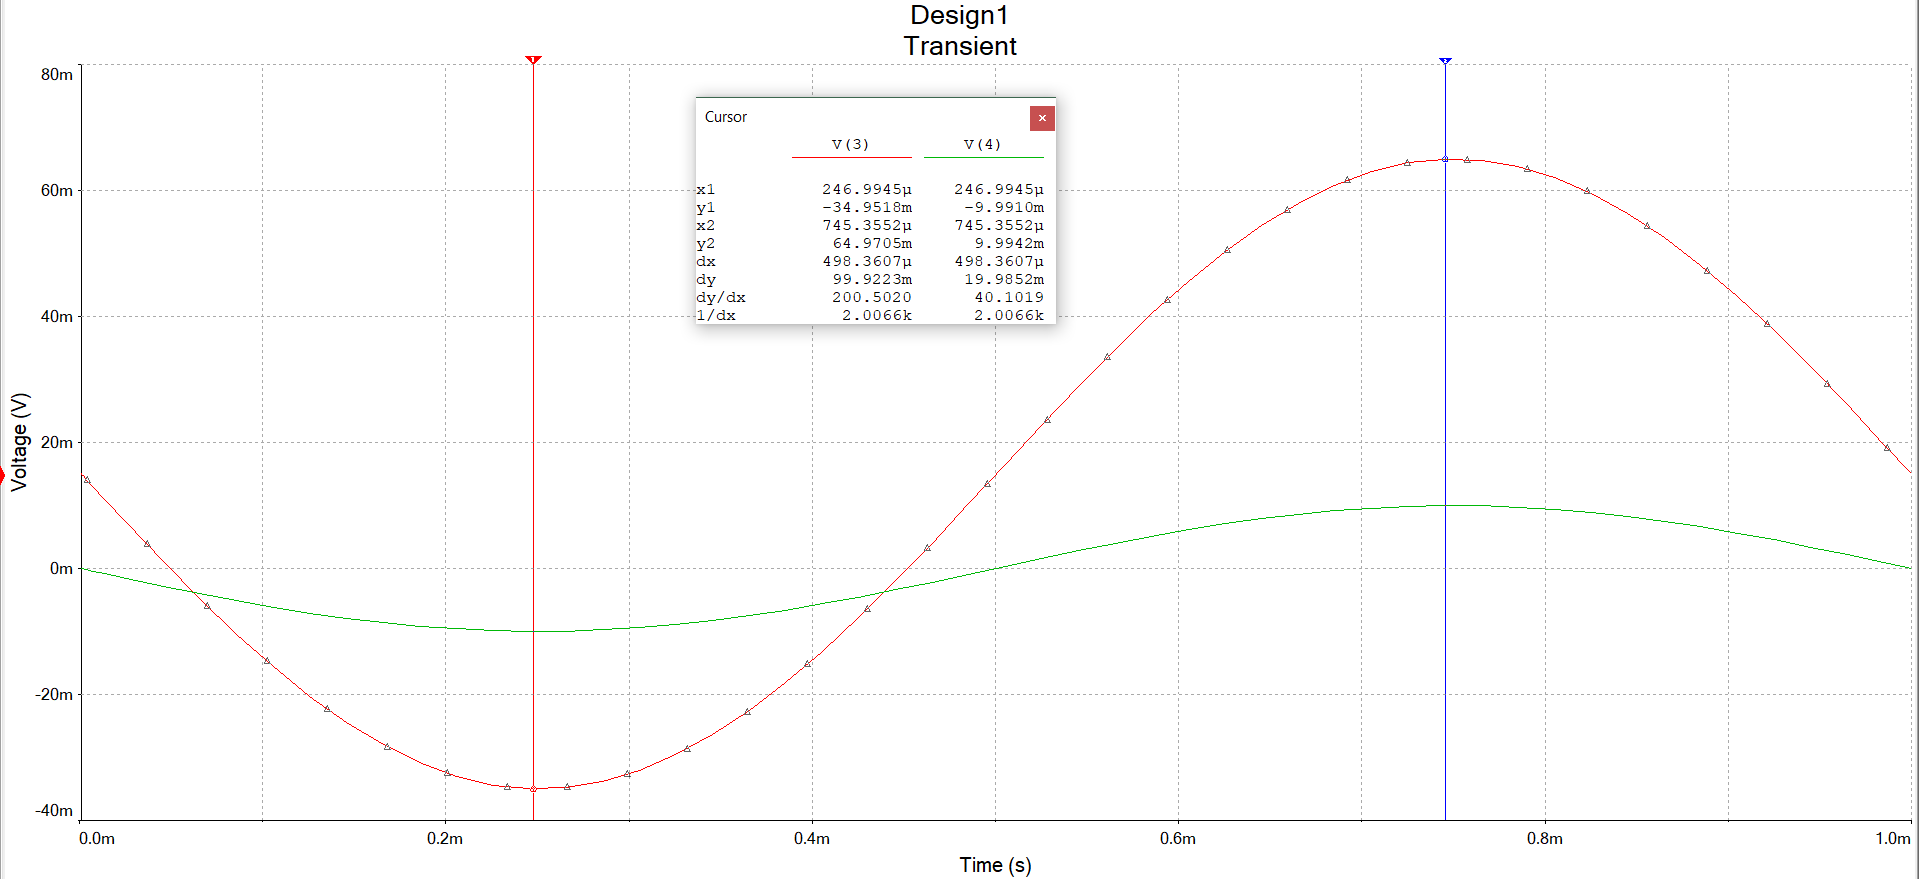 Design1
Transient
80m
60m
40m
20m
0m
-20m
-40m
Voltage (V)
Cursor
V(3) V(4)
x1 246.9945µ 246.9945µ
y1 -34.9518m -9.9910m
x2 745.3552µ 745.3552µ
y2 64.9705m 9.9942m
dx 498.3607µ 498.3607µ
dy 99.9223m 19.9852m
dy/dx 200.5020 40.1019
1/dx 2.0066k 2.0066k
0.0m 0.2m 0.4m 0.6m 0.8m 1.0m
Time (s)